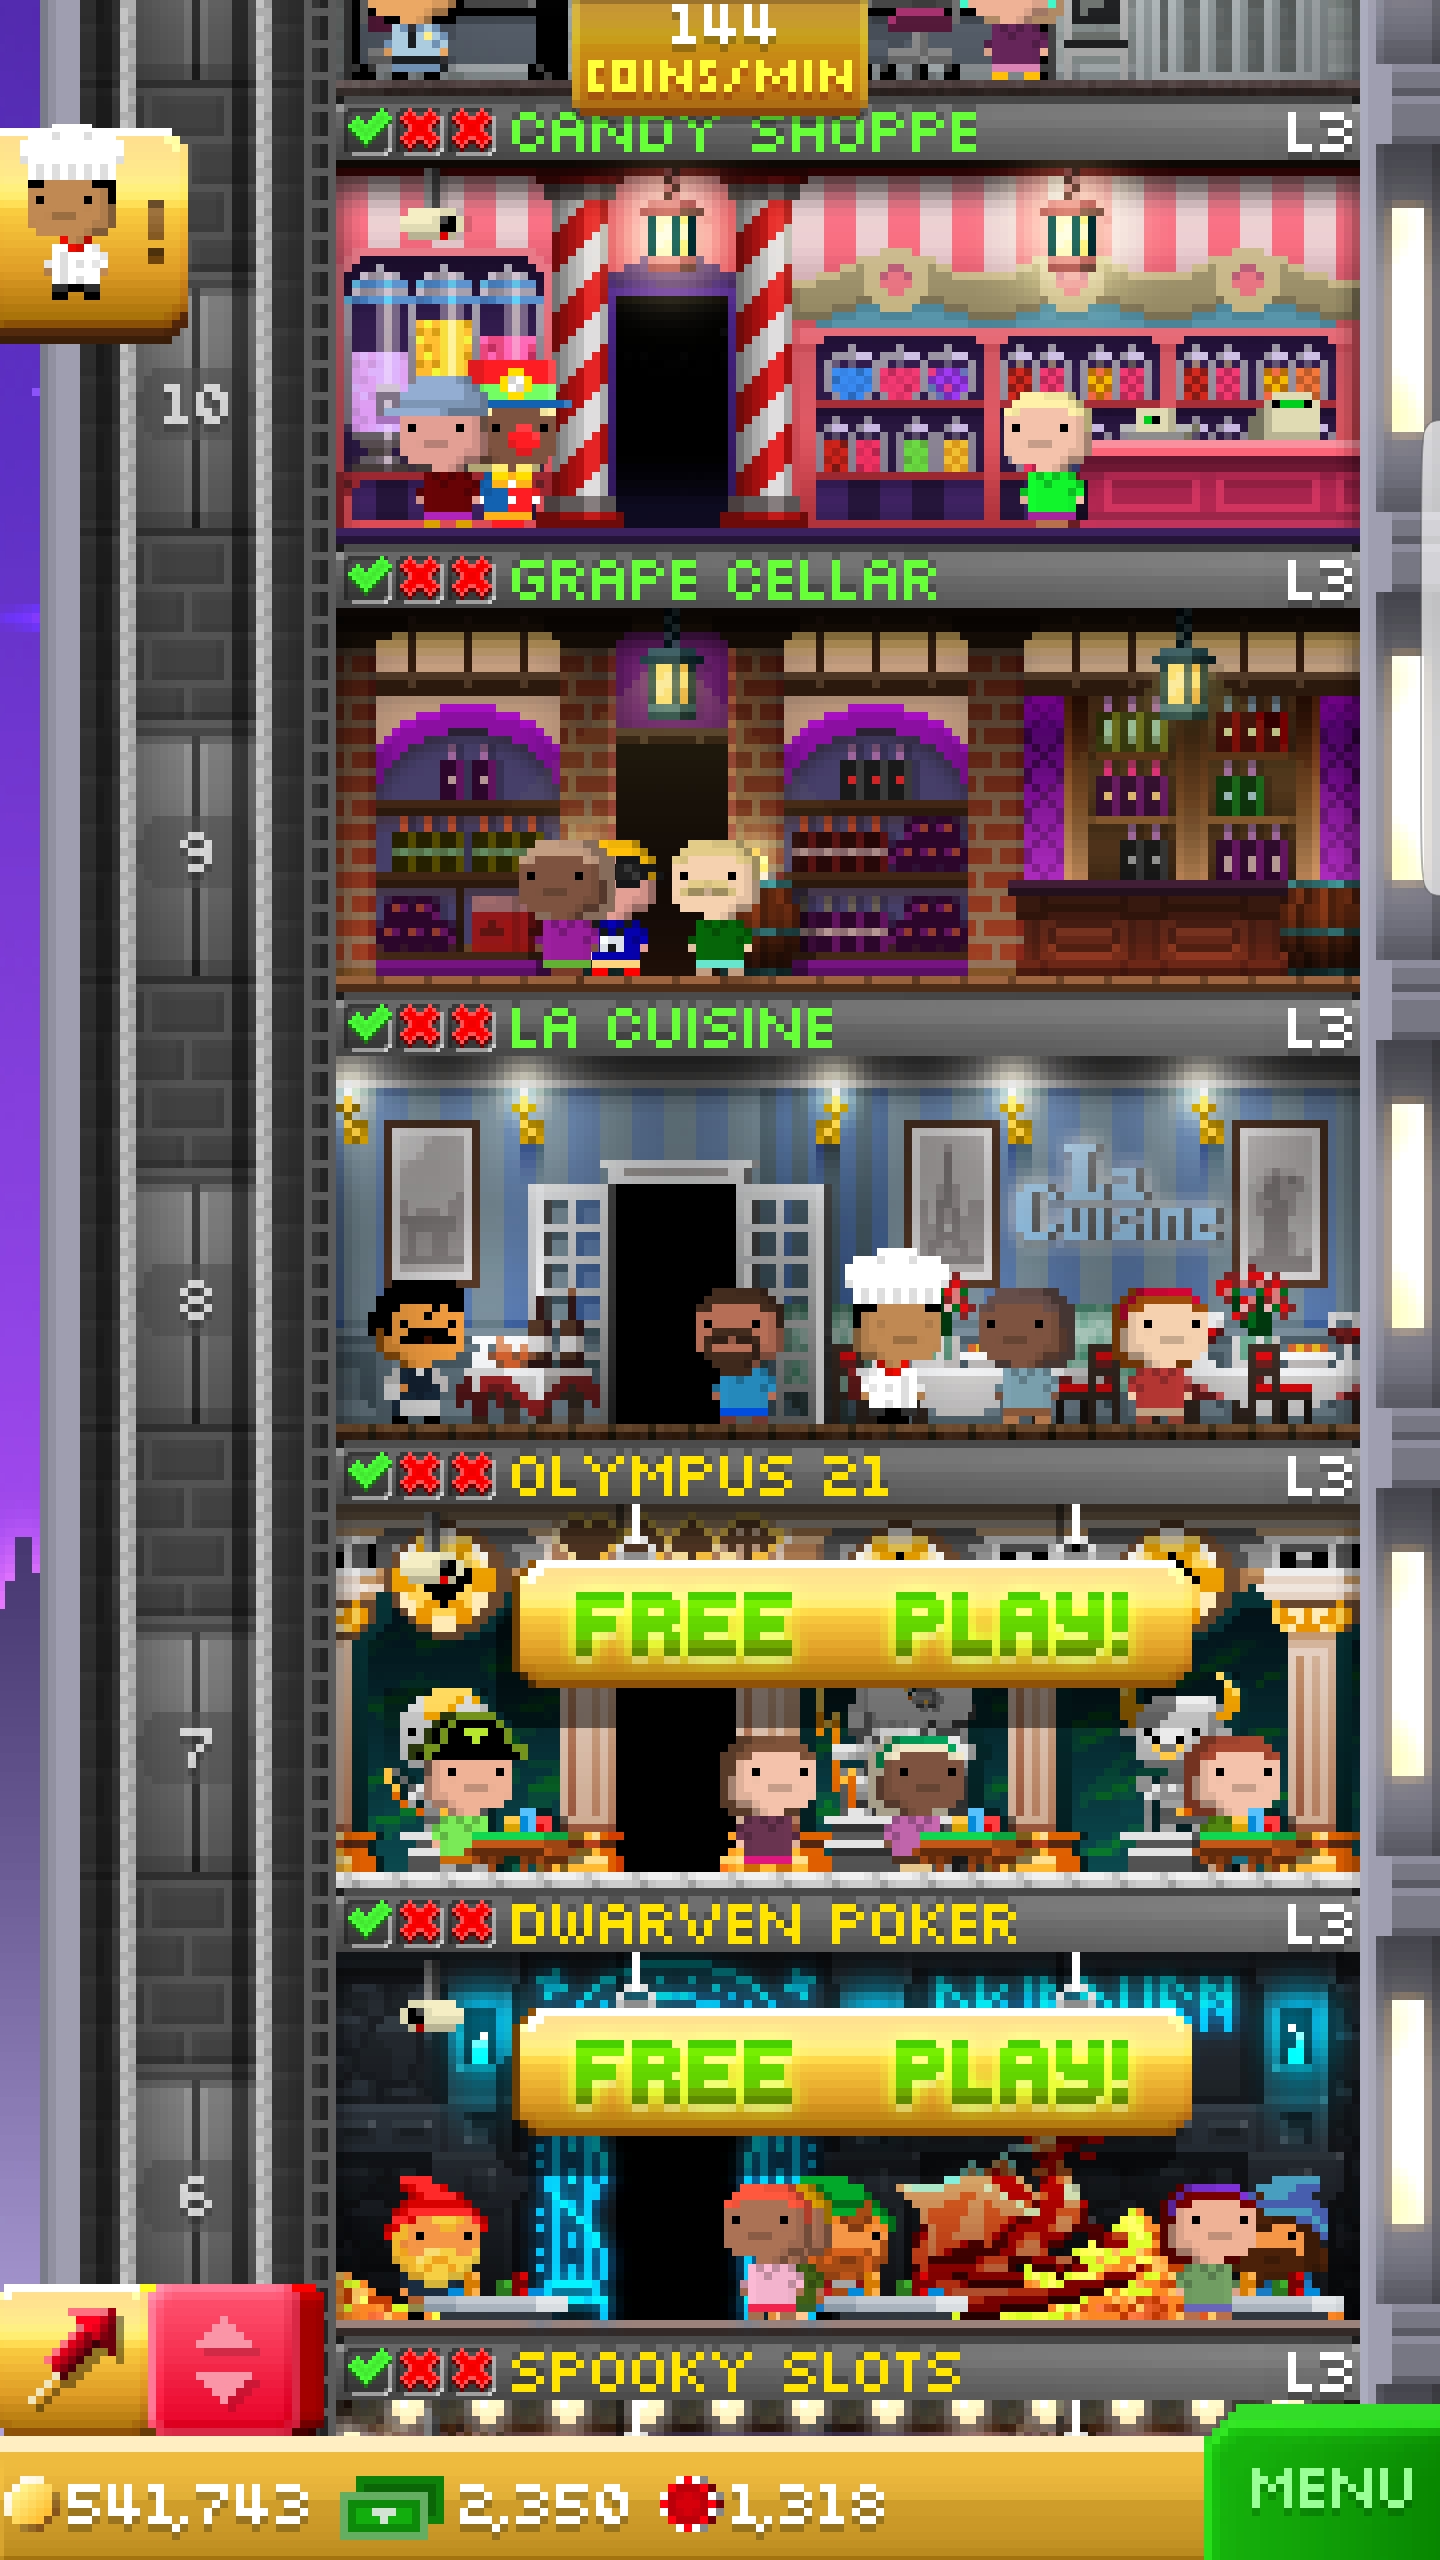 144
COINS/MIN
CANDY SHOPPE L3
!
10
GRAPE CELLAR L3
9
LA CUISINE L3
La
Cuisine
8
OLYMPUS 21 L3
FREE PLAY!
7
DWARVEN POKER L3
FREE PLAY!
6
SPOOKY SLOTS L3
541,743 2,350 1,318 MENU